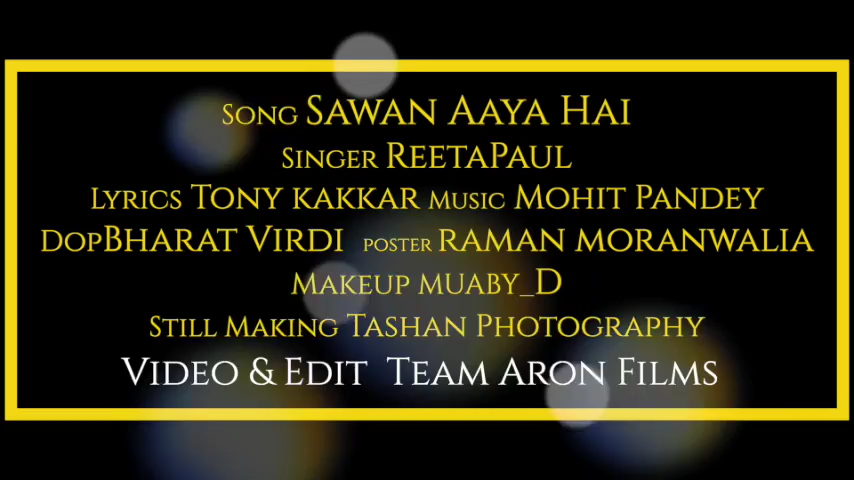 Song Sawan Aaya Hai
Singer ReetaPaul
Lyrics Tony kakkar Music Mohit Pandey
DopBharat Virdi poster RAMAN MORANWALIA
Makeup MUABY_D
Still Making Tashan Photography
Video & Edit Team Aron Films